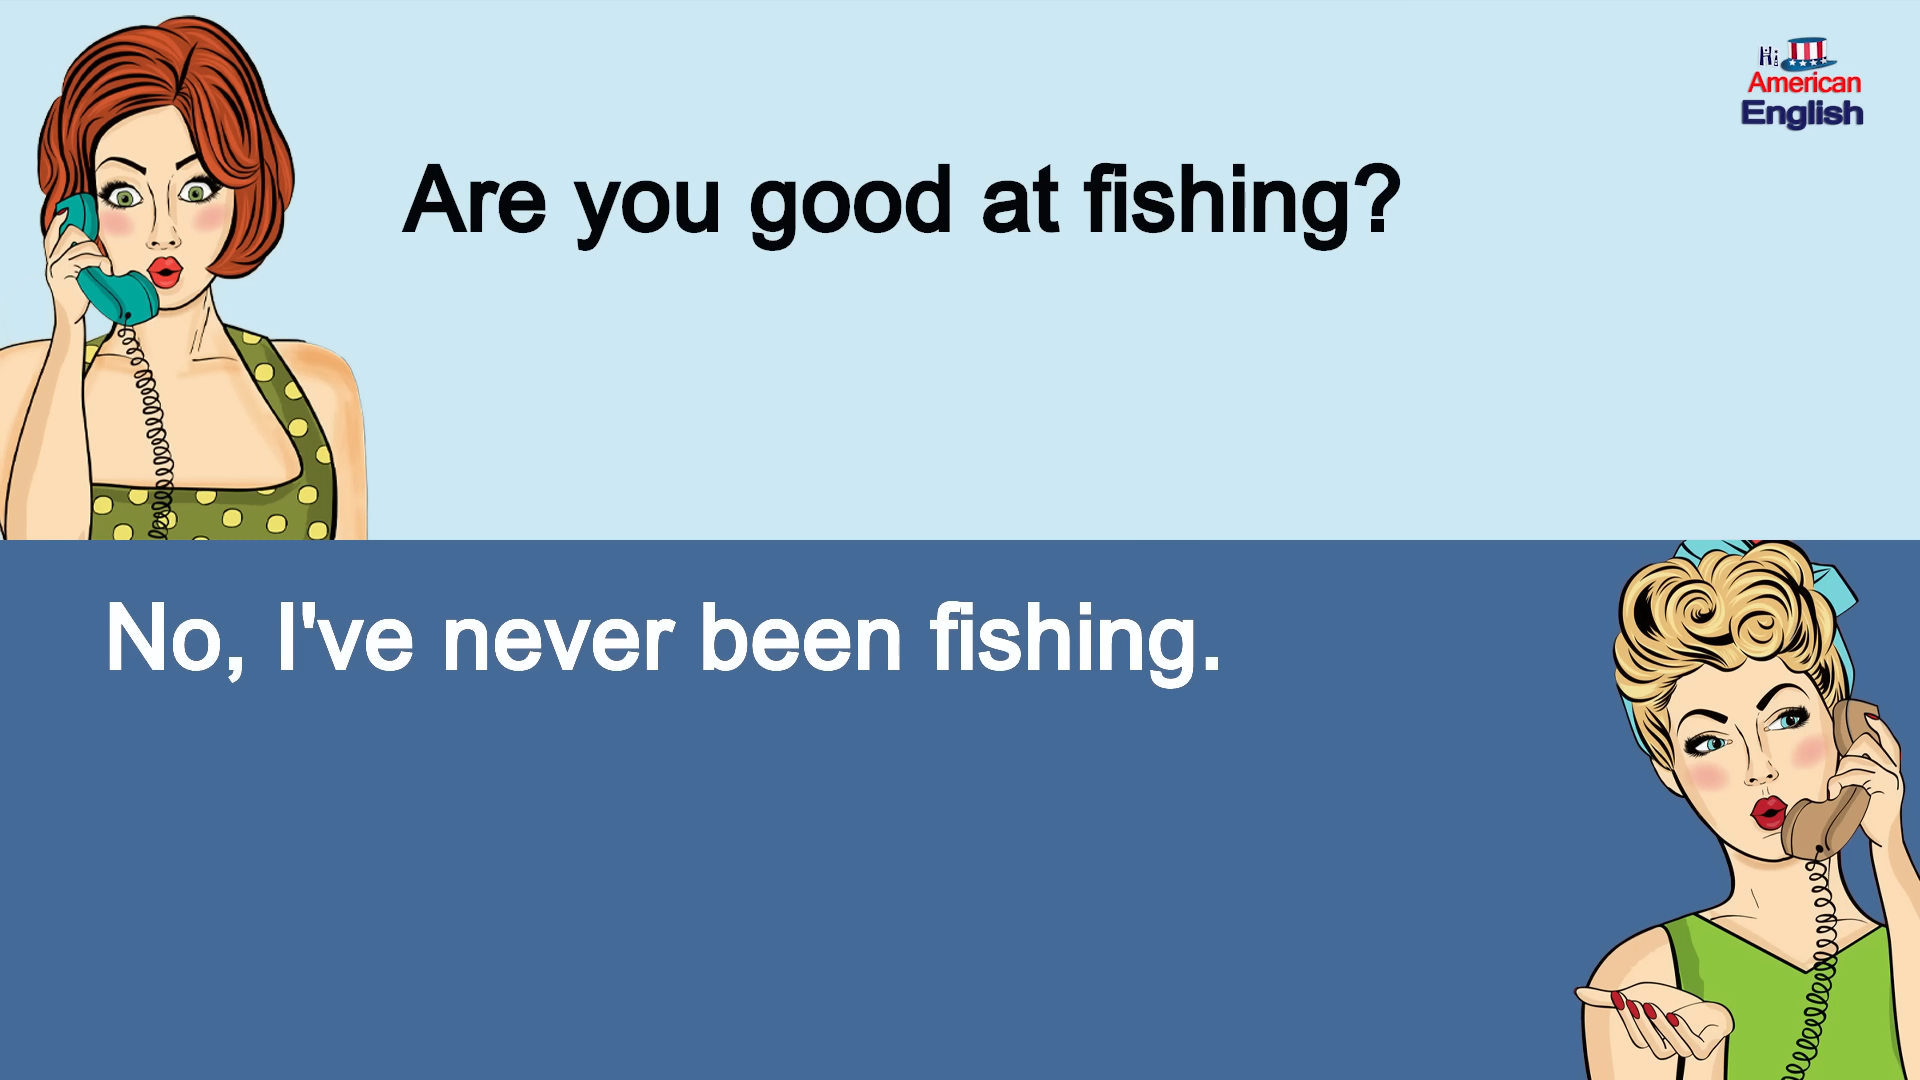 Hi
American
English
Are you good at fishing?
No, I've never been fishing.